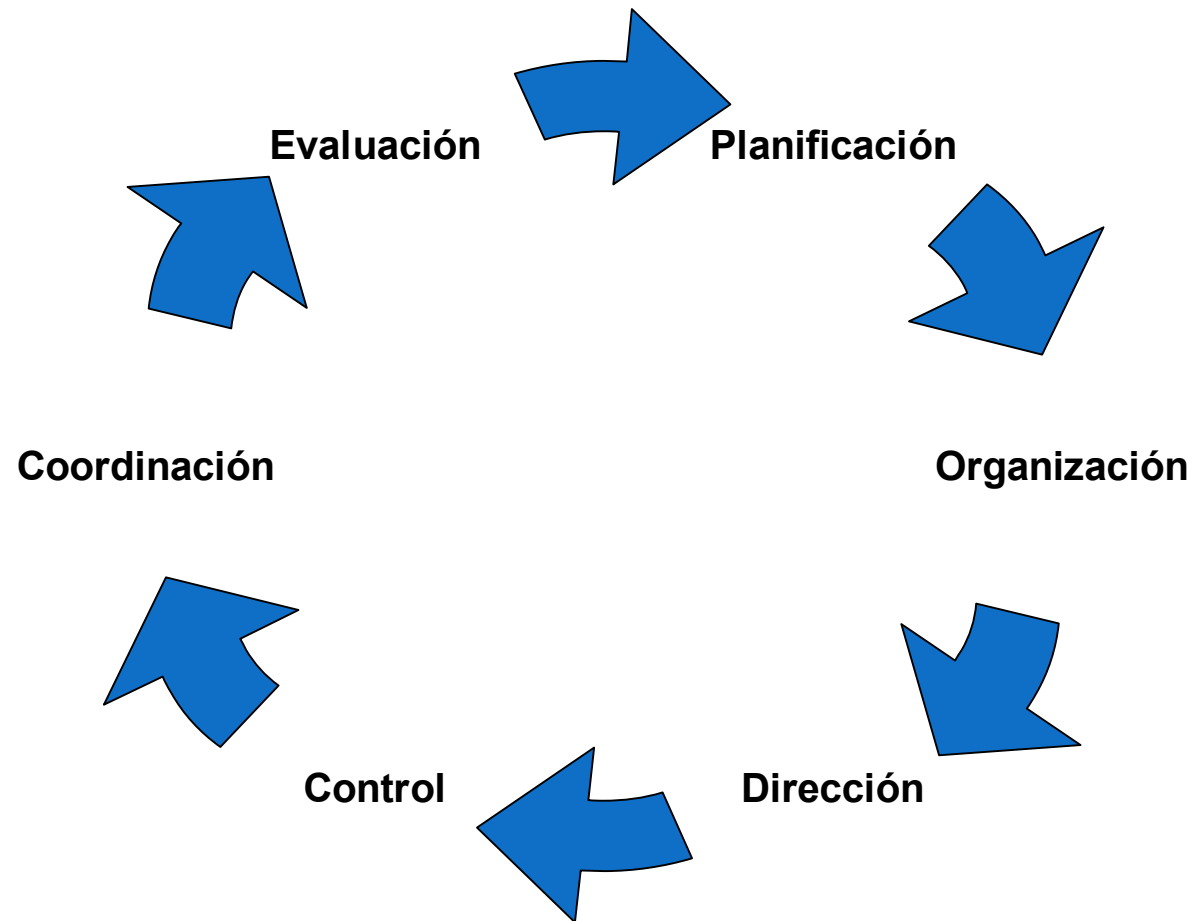 Evaluación
Planificación
Coordinación
Organización
Control
Dirección